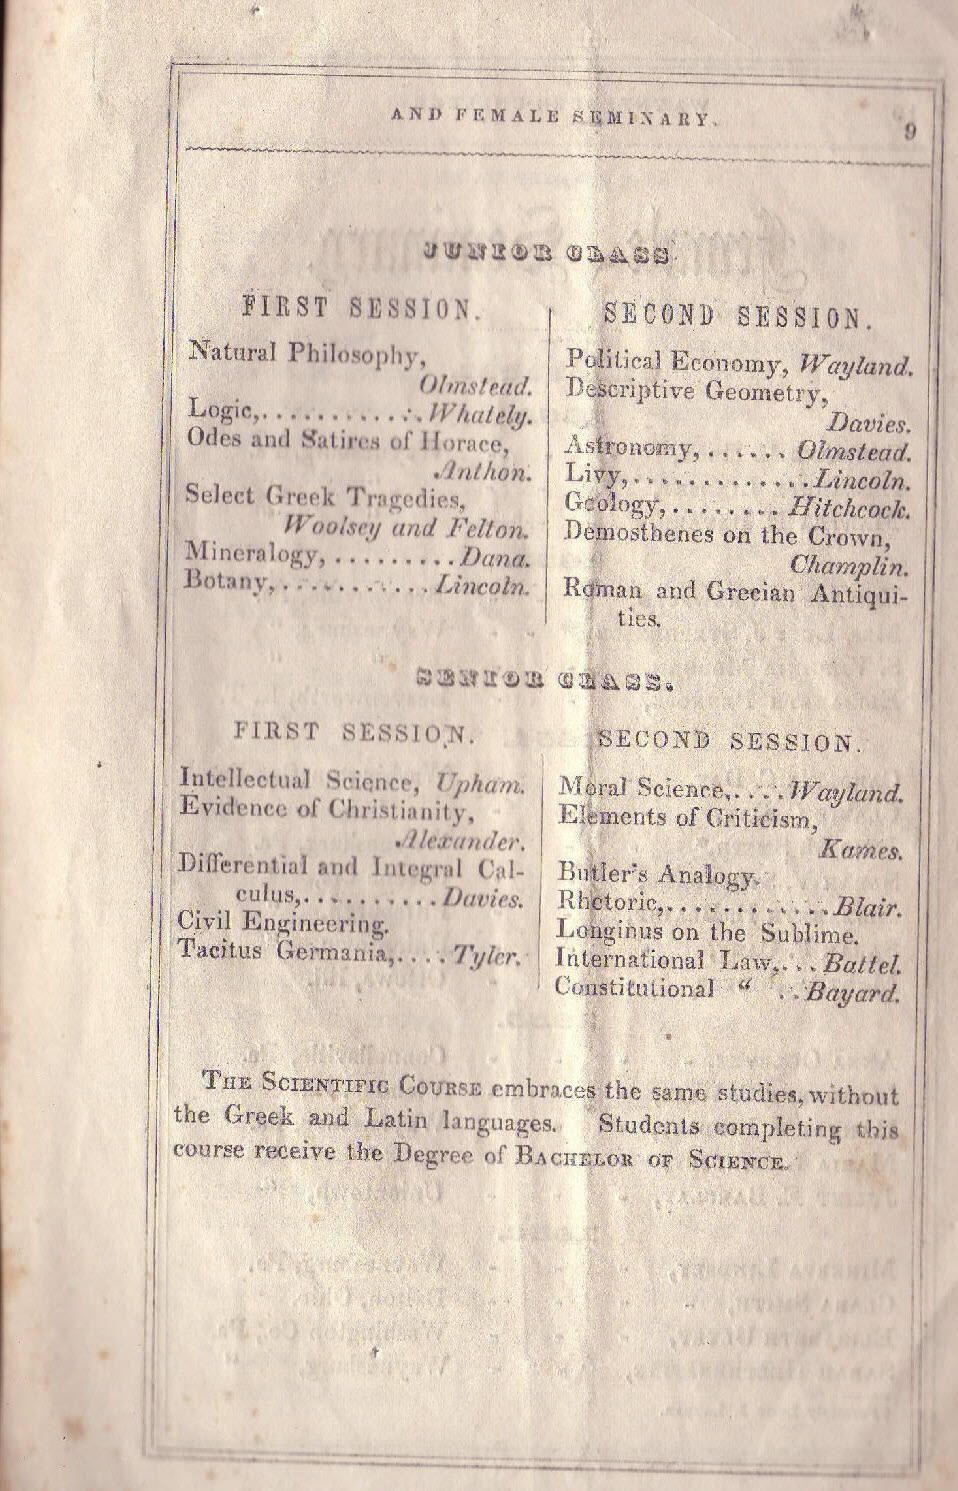 AND FEMALE SEMINARY.
9
JUNIOR CLASS
FIRST SESSION.
Natural Philosophy,
Olmstead.
Logic,............Whately.
Odes and Satires of Horace,
Anthon.
Select Greek Tragedies,
Woolsey and Felton.
Mineralogy,.........Dana.
Botany,...........Lincoln.
SECOND SESSION.
Political Economy, Wayland.
Descriptive Geometry,
Davies.
Astronomy,......Olmstead.
Livy,.............Lincoln.
Geology,........Hitchcock.
Demosthenes on the Crown,
Champlin.
Roman and Grecian Antiqui-
ties.
SENIOR CLASS.
FIRST SESSION.
Intellectual Science, Upham.
Evidence of Christianity,
Alexander.
Differential and Integral Cal-
culus,..........Davies.
Civil Engineering.
Tacitus Germania,....Tyler.
SECOND SESSION.
Moral Science,....Wayland.
Elements of Criticism,
Kames.
Butler's Analogy.
Rhetoric,............Blair.
Longinus on the Sublime.
International Law,...Battel.
Constitutional " ..Bayard.
THE SCIENTIFIC COURSE embraces the same studies, without
the Greek and Latin languages. Students completing this
course receive the Degree of BACHELOR OF SCIENCE.